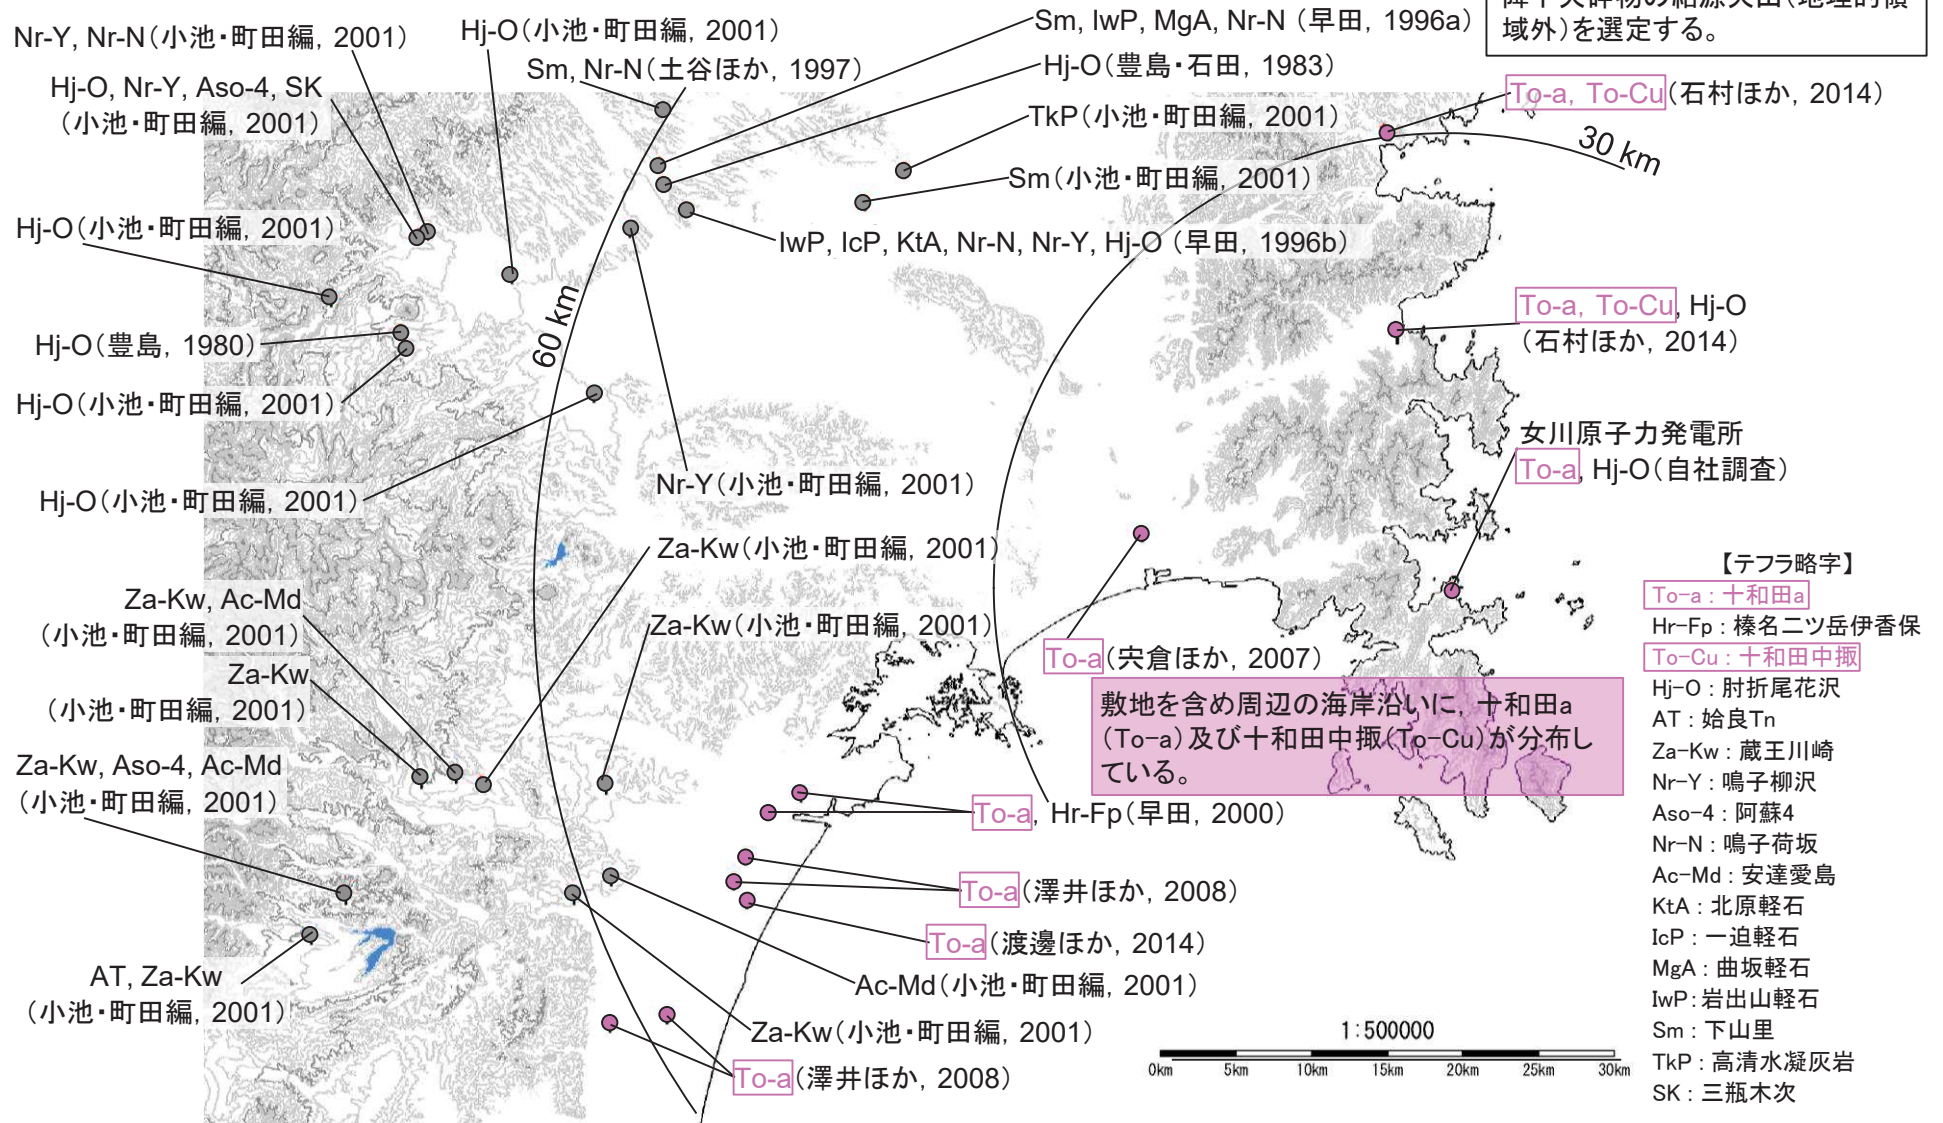 降下火砕物の給源火山(地理的領
域外)を選定する。
Nr-Y, Nr-N(小池・町田編, 2001)
Hj-O(小池・町田編, 2001)
Sm, IwP, MgA, Nr-N (早田, 1996a)
Sm, Nr-N(土谷ほか, 1997)
Hj-O(豊島・石田, 1983)
Hj-O, Nr-Y, Aso-4, SK
(小池・町田編, 2001)
TkP(小池・町田編, 2001)
To-a, To-Cu(石村ほか, 2014)
30 km
Sm(小池・町田編, 2001)
Hj-O(小池・町田編, 2001)
IwP, IcP, KtA, Nr-N, Nr-Y, Hj-O (早田, 1996b)
60 km
To-a, To-Cu, Hj-O
(石村ほか, 2014)
Hj-O(豊島, 1980)
Hj-O(小池・町田編, 2001)
女川原子力発電所
To-a, Hj-O(自社調査)
Hj-O(小池・町田編, 2001)
Nr-Y(小池・町田編, 2001)
Za-Kw(小池・町田編, 2001)
Za-Kw, Ac-Md
(小池・町田編, 2001)
Za-Kw(小池・町田編, 2001)
To-a(宍倉ほか, 2007)
Za-Kw
(小池・町田編, 2001)
敷地を含め周辺の海岸沿いに, 十和田a
(To-a)及び十和田中掫(To-Cu)が分布し
ている。
Za-Kw, Aso-4, Ac-Md
(小池・町田編, 2001)
To-a, Hr-Fp(早田, 2000)
To-a(澤井ほか, 2008)
To-a(渡邊ほか, 2014)
AT, Za-Kw
(小池・町田編, 2001)
Ac-Md(小池・町田編, 2001)
Za-Kw(小池・町田編, 2001)
To-a(澤井ほか, 2008)
1:500000
0km 5km 10km 15km 20km 25km 30km
【テフラ略字】
To-a : 十和田a
Hr-Fp : 榛名二ツ岳伊香保
To-Cu : 十和田中掫
Hj-O : 肘折尾花沢
AT : 姶良Tn
Za-Kw : 蔵王川崎
Nr-Y : 鳴子柳沢
Aso-4 : 阿蘇4
Nr-N : 鳴子荷坂
Ac-Md : 安達愛島
KtA : 北原軽石
IcP : 一迫軽石
MgA : 曲坂軽石
IwP : 岩出山軽石
Sm : 下山里
TkP : 高清水凝灰岩
SK : 三瓶木次